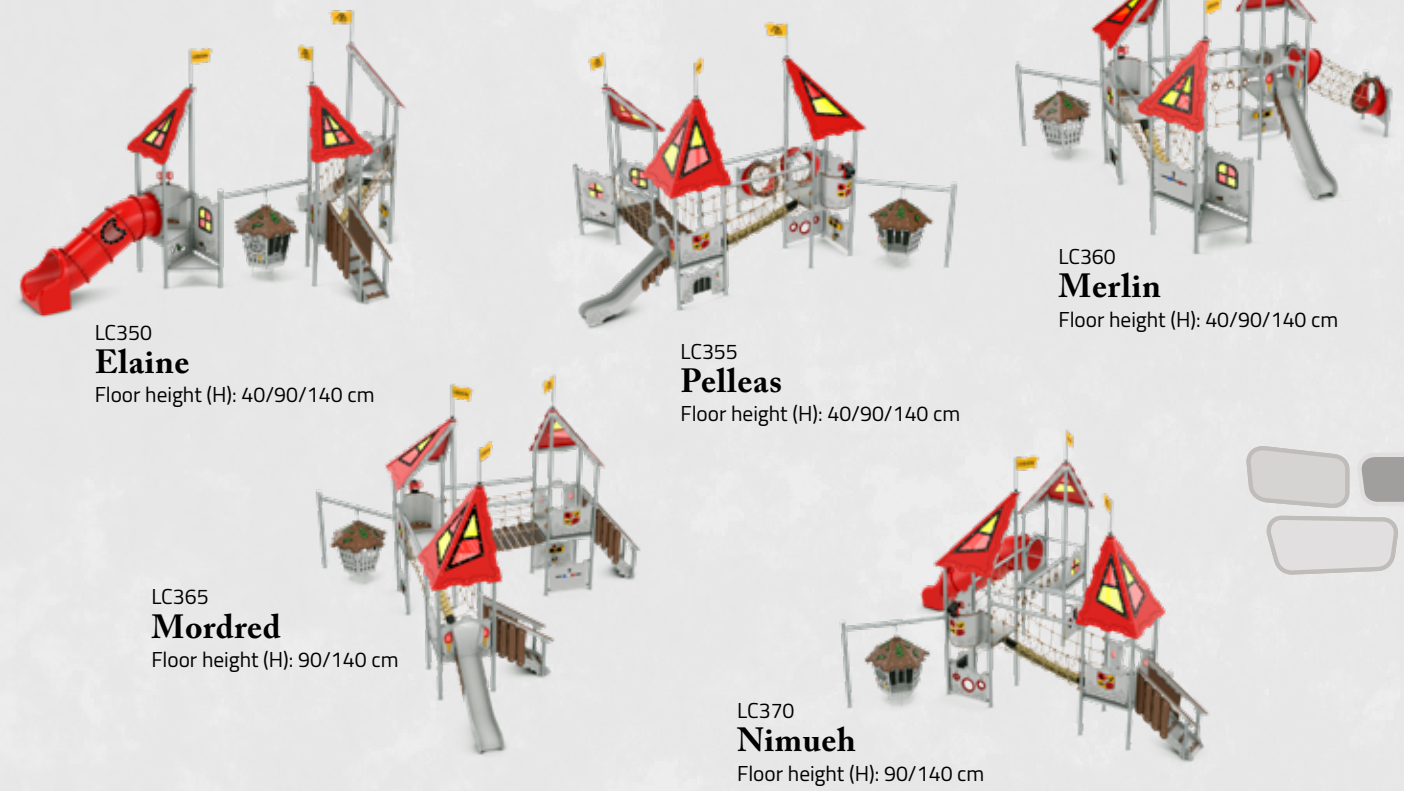 LC350
Elaine
Floor height (H): 40/90/140 cm
LC355
Pelleas
Floor height (H): 40/90/140 cm
LC360
Merlin
Floor height (H): 40/90/140 cm
LC365
Mordred
Floor height (H): 90/140 cm
LC370
Nimueh
Floor height (H): 90/140 cm